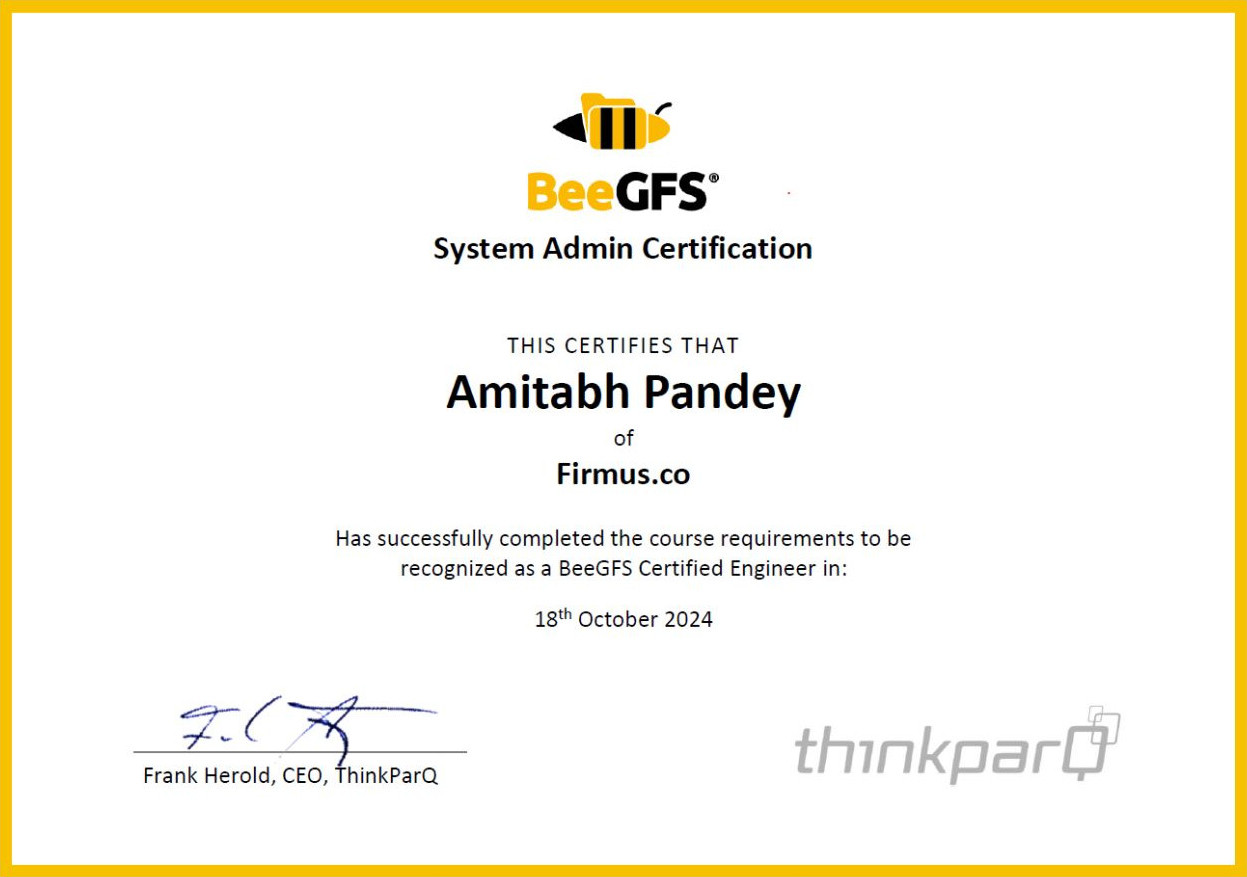 BeeGFS®
System Admin Certification
THIS CERTIFIES THAT
Amitabh Pandey
of
Firmus.co
Has successfully completed the course requirements to be
recognized as a BeeGFS Certified Engineer in:
18th October 2024
Frank Herold, CEO, ThinkParQ
thinkparQ